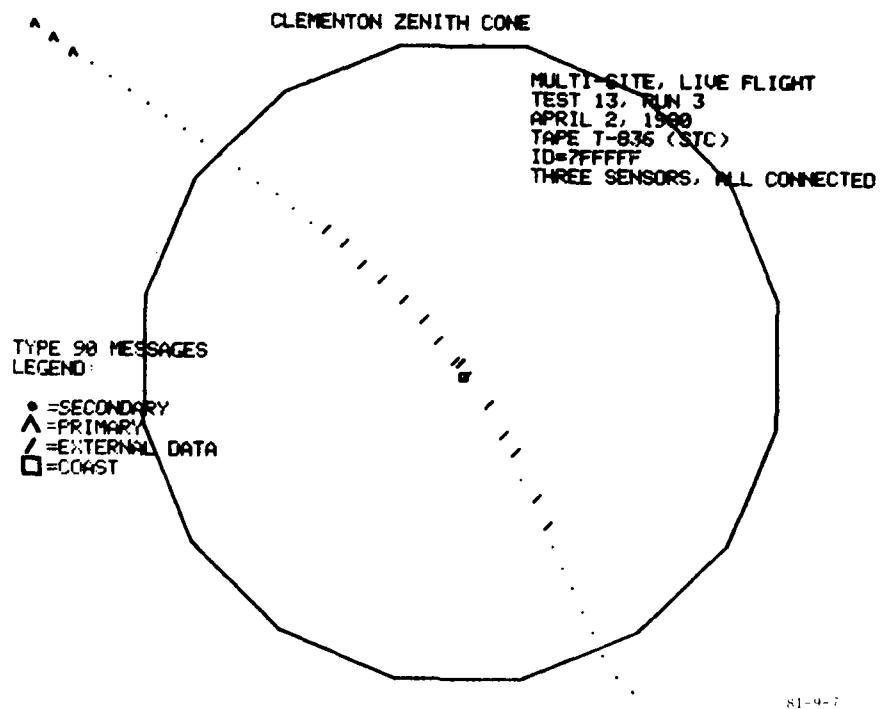 CLEMENTON ZENITH CONE
MULTI-SITE, LIVE FLIGHT
TEST 13, RUN 3
APRIL 2, 1980
TAPE T-836 (STC)
ID=7FFFFF
THREE SENSORS, ALL CONNECTED
TYPE 90 MESSAGES
LEGEND:
=SECONDARY
=PRIMARY
=EXTERNAL DATA
=COAST
81-9-7